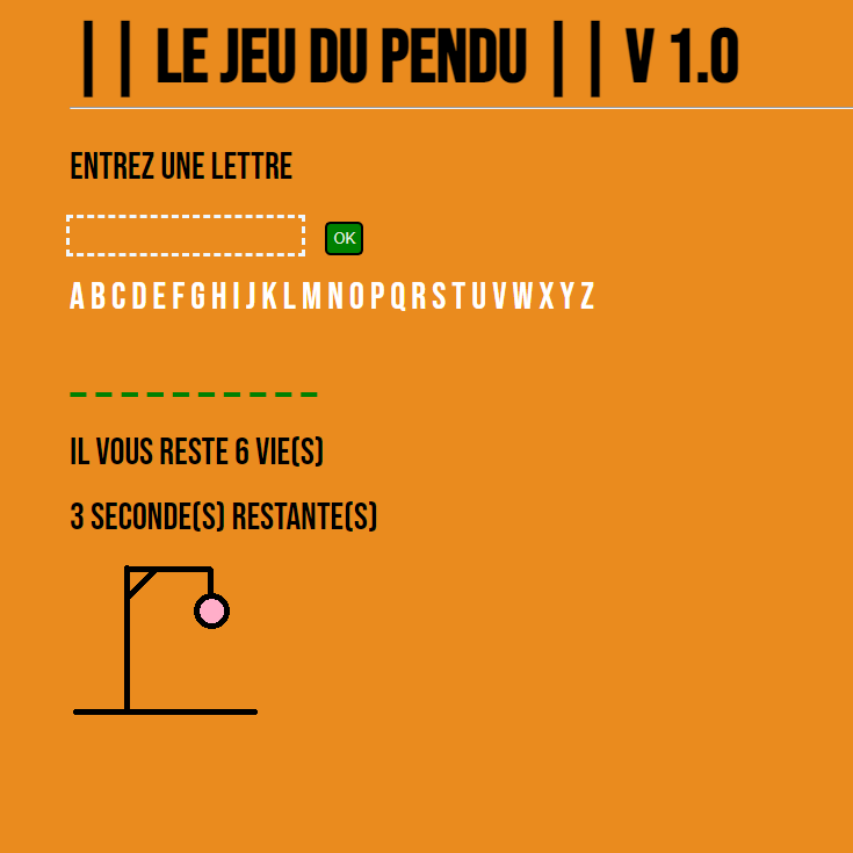 || LE JEU DU PENDU || V 1.0
ENTREZ UNE LETTRE
OK
A B C D E F G H I J K L M N O P Q R S T U V W X Y Z
_ _ _ _ _ _ _ _ _ _
IL VOUS RESTE 6 VIE(S)
3 SECONDE(S) RESTANTE(S)